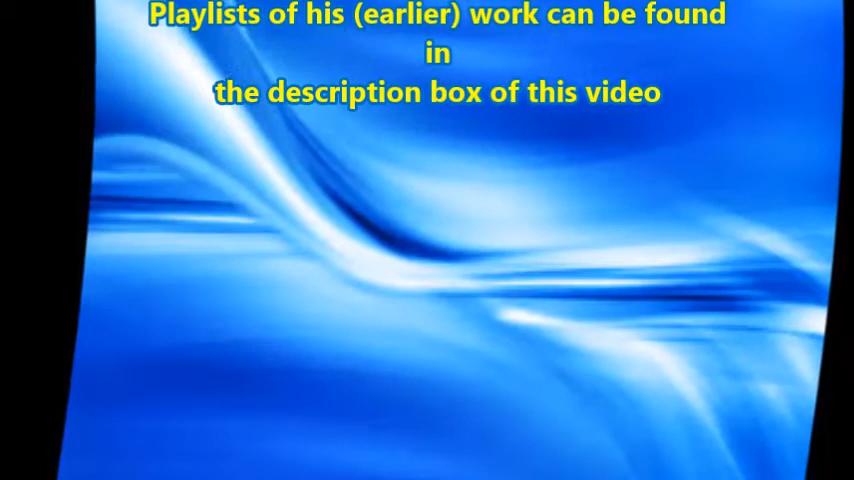 Playlists of his (earlier) work can be found
in
the description box of this video